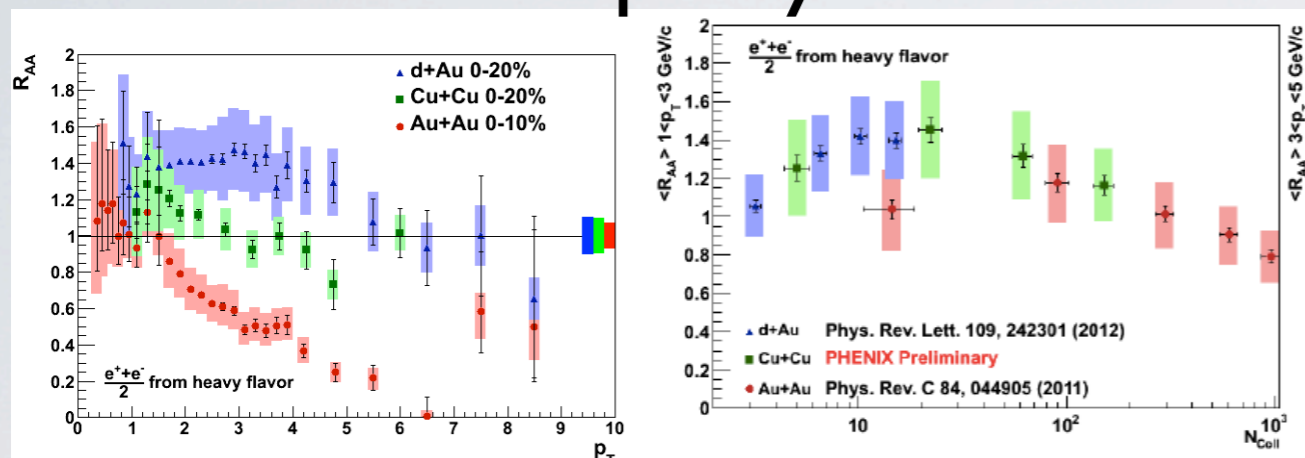 R_AA
2
1.8
1.6
1.4
1.2
1
0.8
0.6
0.4
0.2
0
d+Au 0-20%
Cu+Cu 0-20%
Au+Au 0-10%
e⁺+e⁻
2
from heavy flavor
0 1 2 3 4 5 6 7 8 9 10
p_T
<R_AA> 1<p_T<3 GeV/c
2
1.8
1.6
1.4
1.2
1
0.8
0.6
0.4
0.2
0
e⁺+e⁻
2
from heavy flavor
d+Au Phys. Rev. Lett. 109, 242301 (2012)
Cu+Cu PHENIX Preliminary
Au+Au Phys. Rev. C 84, 044905 (2011)
10 10² 10³
N_Coll
<R_AA> 3<p_T<5 GeV/c